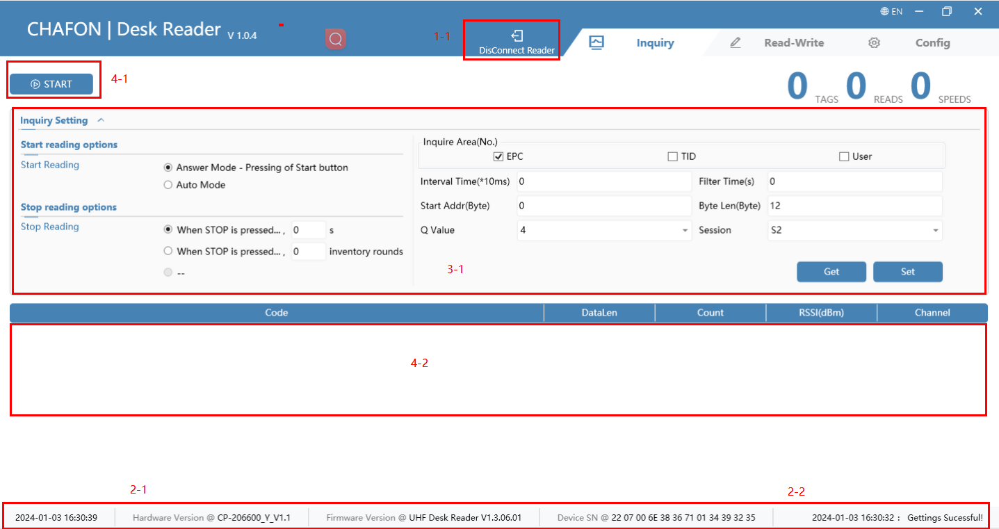 EN
CHAFON | Desk Reader V 1.0.4
1-1
DisConnect Reader
Inquiry
Read-Write
Config
START
4-1
0 TAGS 0 READS 0 SPEEDS
Inquiry Setting
Start reading options
Start Reading
Answer Mode - Pressing of Start button
Auto Mode
Stop reading options
Stop Reading
When STOP is pressed... , 0 s
When STOP is pressed... , 0 inventory rounds
--
Inquire Area(No.)
EPC TID User
Interval Time(*10ms) 0 Filter Time(s) 0
Start Addr(Byte) 0 Byte Len(Byte) 12
Q Value 4 Session S2
3-1
Get Set
Code DataLen Count RSSI(dBm) Channel
4-2
2-1
2-2
2024-01-03 16:30:39 Hardware Version @ CP-206600_Y_V1.1 Firmware Version @ UHF Desk Reader V1.3.06.01 Device SN @ 22 07 00 6E 38 36 71 01 34 39 32 35 2024-01-03 16:30:32 : Gettings Sucessful!